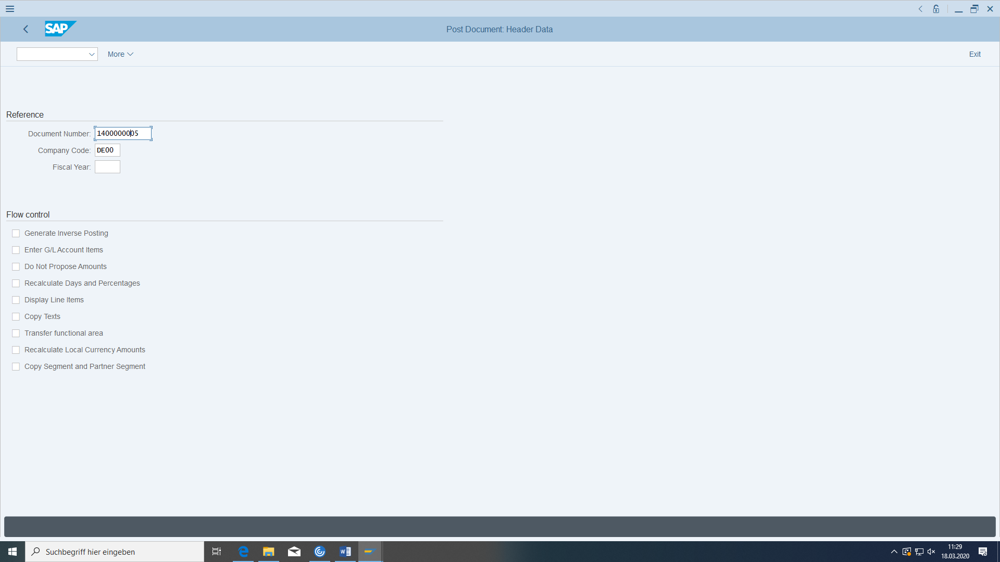 SAP
Post Document: Header Data
More
Exit
Reference
Document Number: 1400000005
Company Code: DE00
Fiscal Year:
Flow control
Generate Inverse Posting
Enter G/L Account Items
Do Not Propose Amounts
Recalculate Days and Percentages
Display Line Items
Copy Texts
Transfer functional area
Recalculate Local Currency Amounts
Copy Segment and Partner Segment
Suchbegriff hier eingeben
11:29
18.03.2020